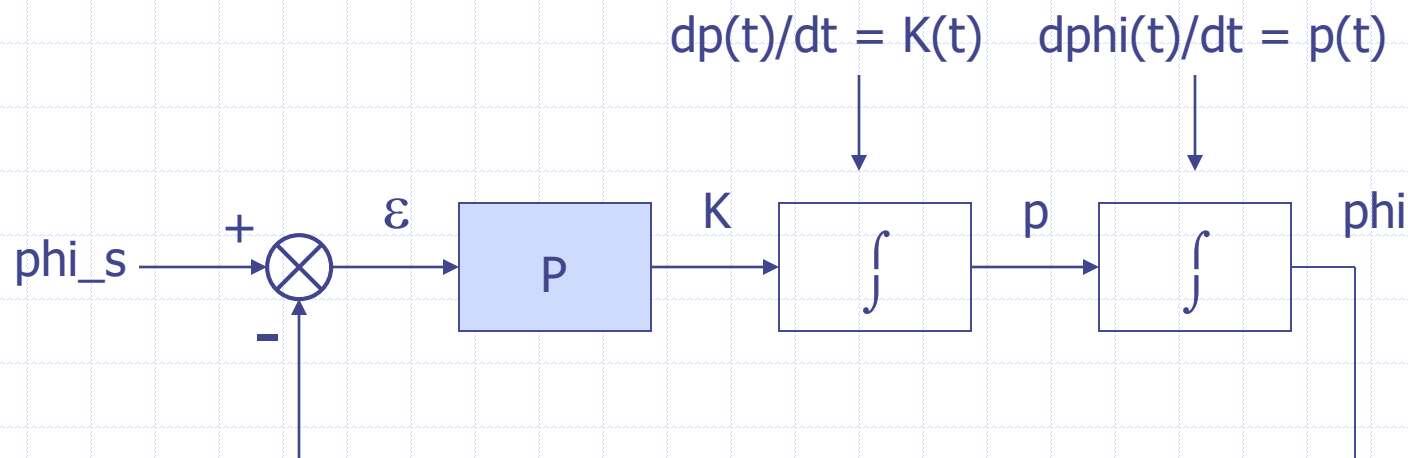 dp(t)/dt = K(t) dphi(t)/dt = p(t)
phi_s
+
-
ε
P
K
∫
p
∫
phi